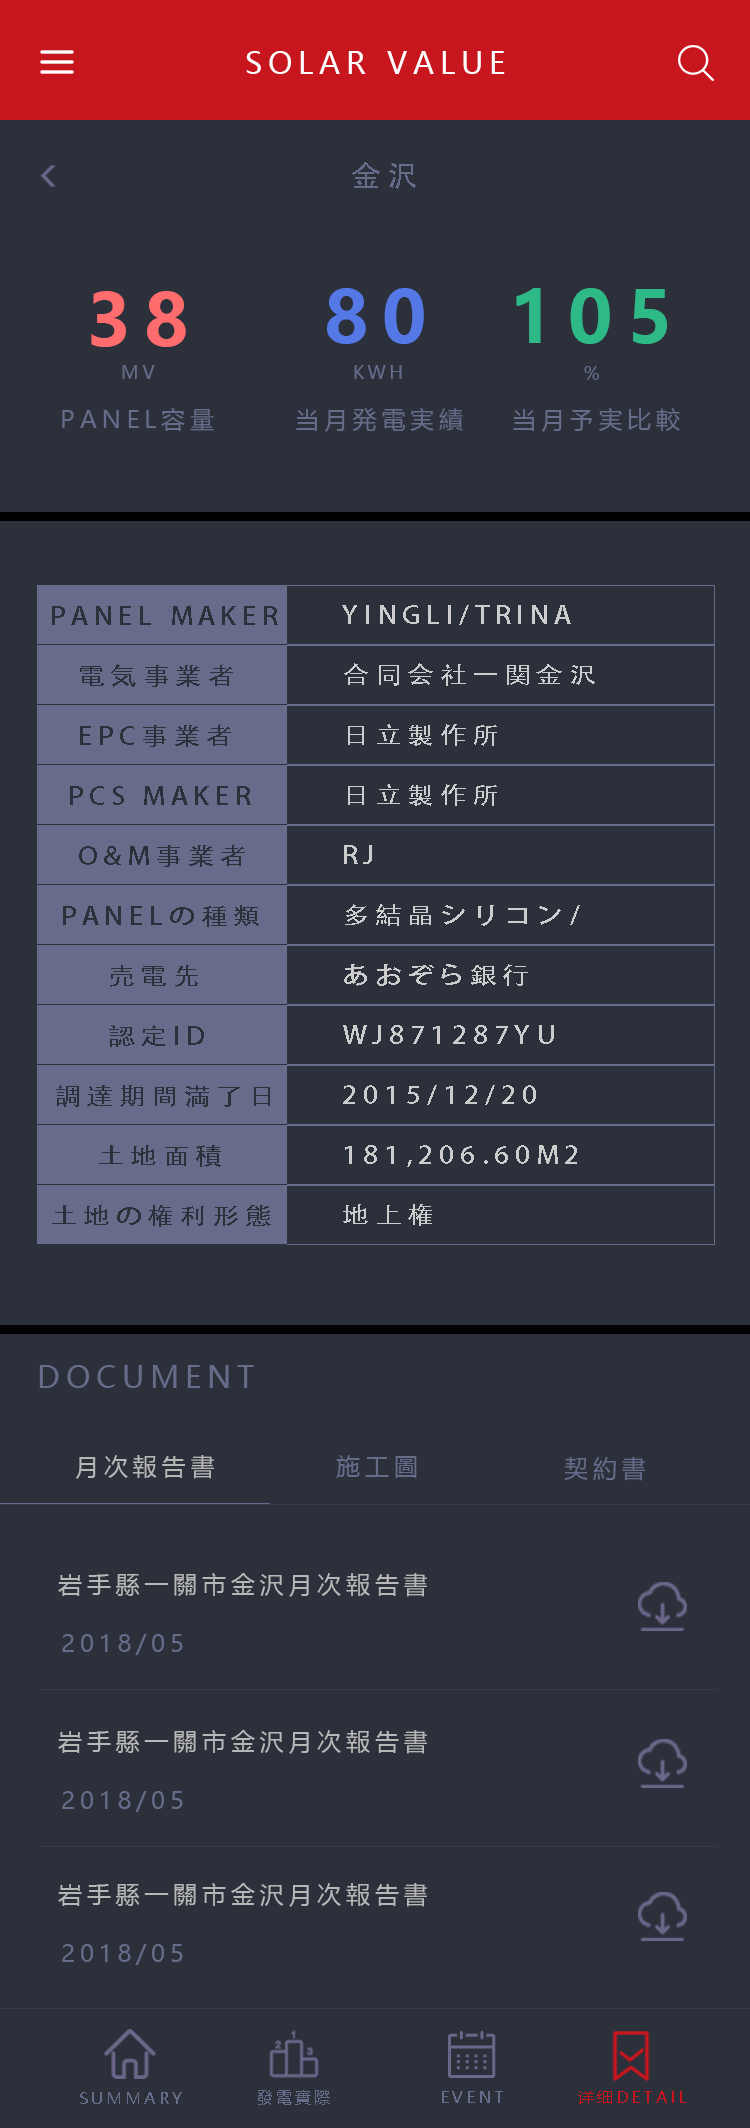 SOLAR VALUE
金沢
38 80 105
MV KWH %
PANEL容量 当月発電実績 当月予実比較
PANEL MAKER YINGLI/TRINA
電気事業者 合同会社一関金沢
EPC事業者 日立製作所
PCS MAKER 日立製作所
O&M事業者 RJ
PANELの種類 多結晶シリコン/
売電先 あおぞら銀行
認定ID WJ871287YU
調達期間満了日 2015/12/20
土地面積 181,206.60M2
土地の権利形態 地上権
DOCUMENT
月次報告書 施工圖 契約書
岩手縣一關市金沢月次報告書
2018/05
岩手縣一關市金沢月次報告書
2018/05
岩手縣一關市金沢月次報告書
2018/05
2 1 3
SUMMARY 發電實際 EVENT 详细DETAIL